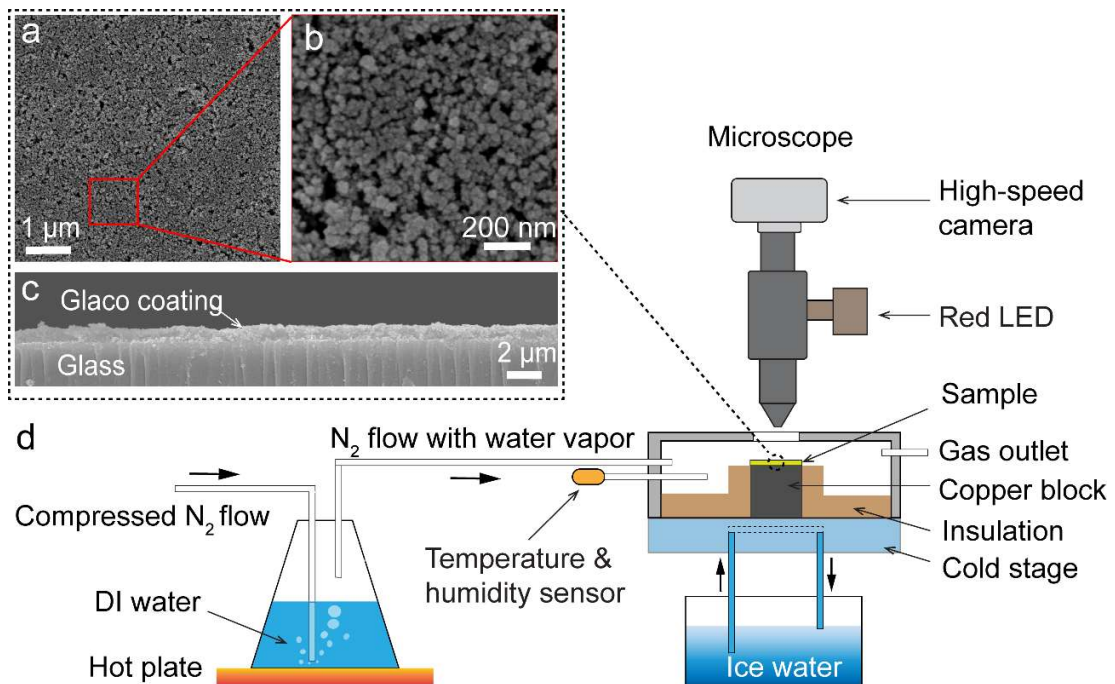 a
b
1 µm
200 nm
c
Glaco coating
Glass
2 µm
Microscope
High-speed
camera
Red LED
Sample
Gas outlet
Copper block
Insulation
Cold stage
d
N2 flow with water vapor
Compressed N2 flow
Temperature &
humidity sensor
DI water
Hot plate
Ice water